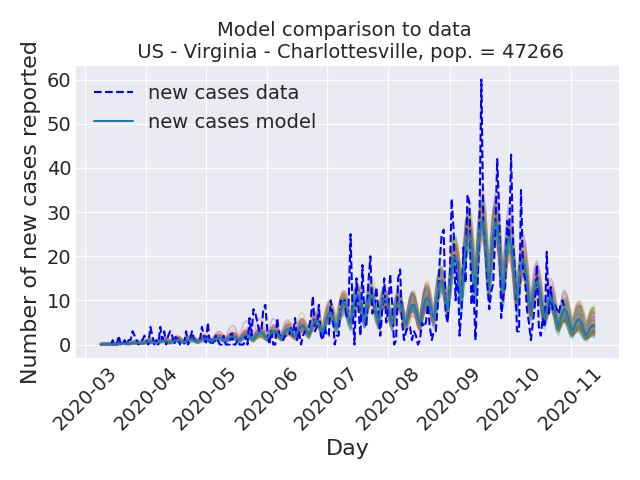 Model comparison to data
US - Virginia - Charlottesville, pop. = 47266
Number of new cases reported
60
50
40
30
20
10
0
new cases data
new cases model
2020-03
2020-04
2020-05
2020-06
2020-07
2020-08
2020-09
2020-10
2020-11
Day